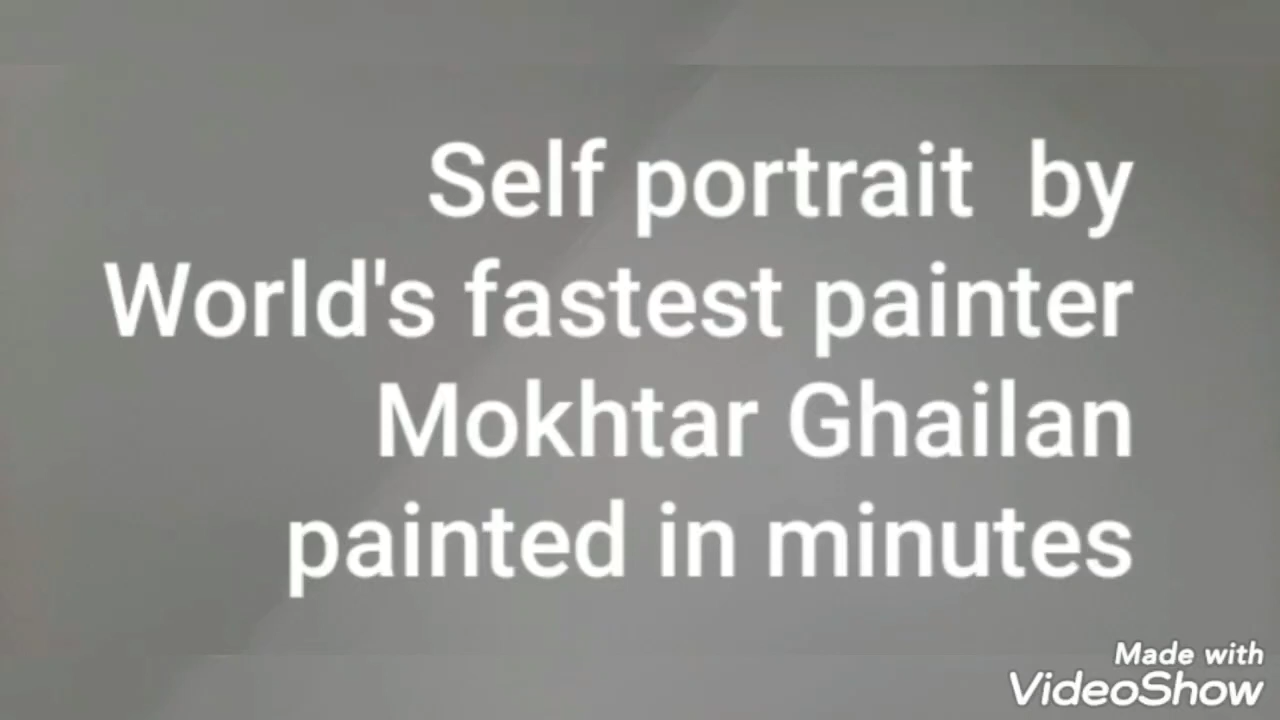 Self portrait  by
World's fastest painter
Mokhtar Ghailan
painted in minutes
Made with
VideoShow